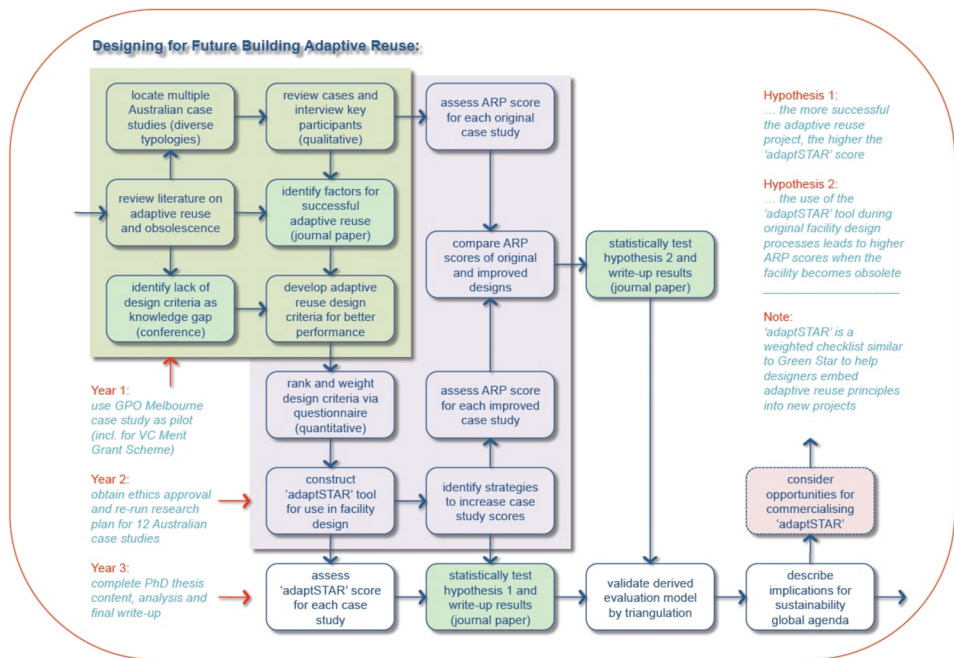 Designing for Future Building Adaptive Reuse:
locate multiple
Australian case
studies (diverse
typologies)
review cases and
interview key
participants
(qualitative)
assess ARP score
for each original
case study
review literature on
adaptive reuse
and obsolescence
identify factors for
successful
adaptive reuse
(journal paper)
compare ARP
scores of original
and improved
designs
statistically test
hypothesis 2 and
write-up results
(journal paper)
identify lack of
design criteria as
knowledge gap
(conference)
develop adaptive
reuse design
criteria for better
performance
Hypothesis 1:
… the more successful
the adaptive reuse
project, the higher the
‘adaptSTAR’ score
Hypothesis 2:
… the use of the
‘adaptSTAR’ tool during
original facility design
processes leads to higher
ARP scores when the
facility becomes obsolete
Note:
‘adaptSTAR’ is a
weighted checklist similar
to Green Star to help
designers embed
adaptive reuse principles
into new projects
Year 1:
use GPO Melbourne
case study as pilot
(incl. for VC Merit
Grant Scheme)
rank and weight
design criteria via
questionnaire
(quantitative)
assess ARP score
for each improved
case study
Year 2:
obtain ethics approval
and re-run research
plan for 12 Australian
case studies
construct
‘adaptSTAR’ tool
for use in facility
design
identify strategies
to increase case
study scores
consider
opportunities for
commercialising
‘adaptSTAR’
Year 3:
complete PhD thesis
content, analysis and
final write-up
assess
‘adaptSTAR’ score
for each case
study
statistically test
hypothesis 1 and
write-up results
(journal paper)
validate derived
evaluation model
by triangulation
describe
implications for
sustainability
global agenda